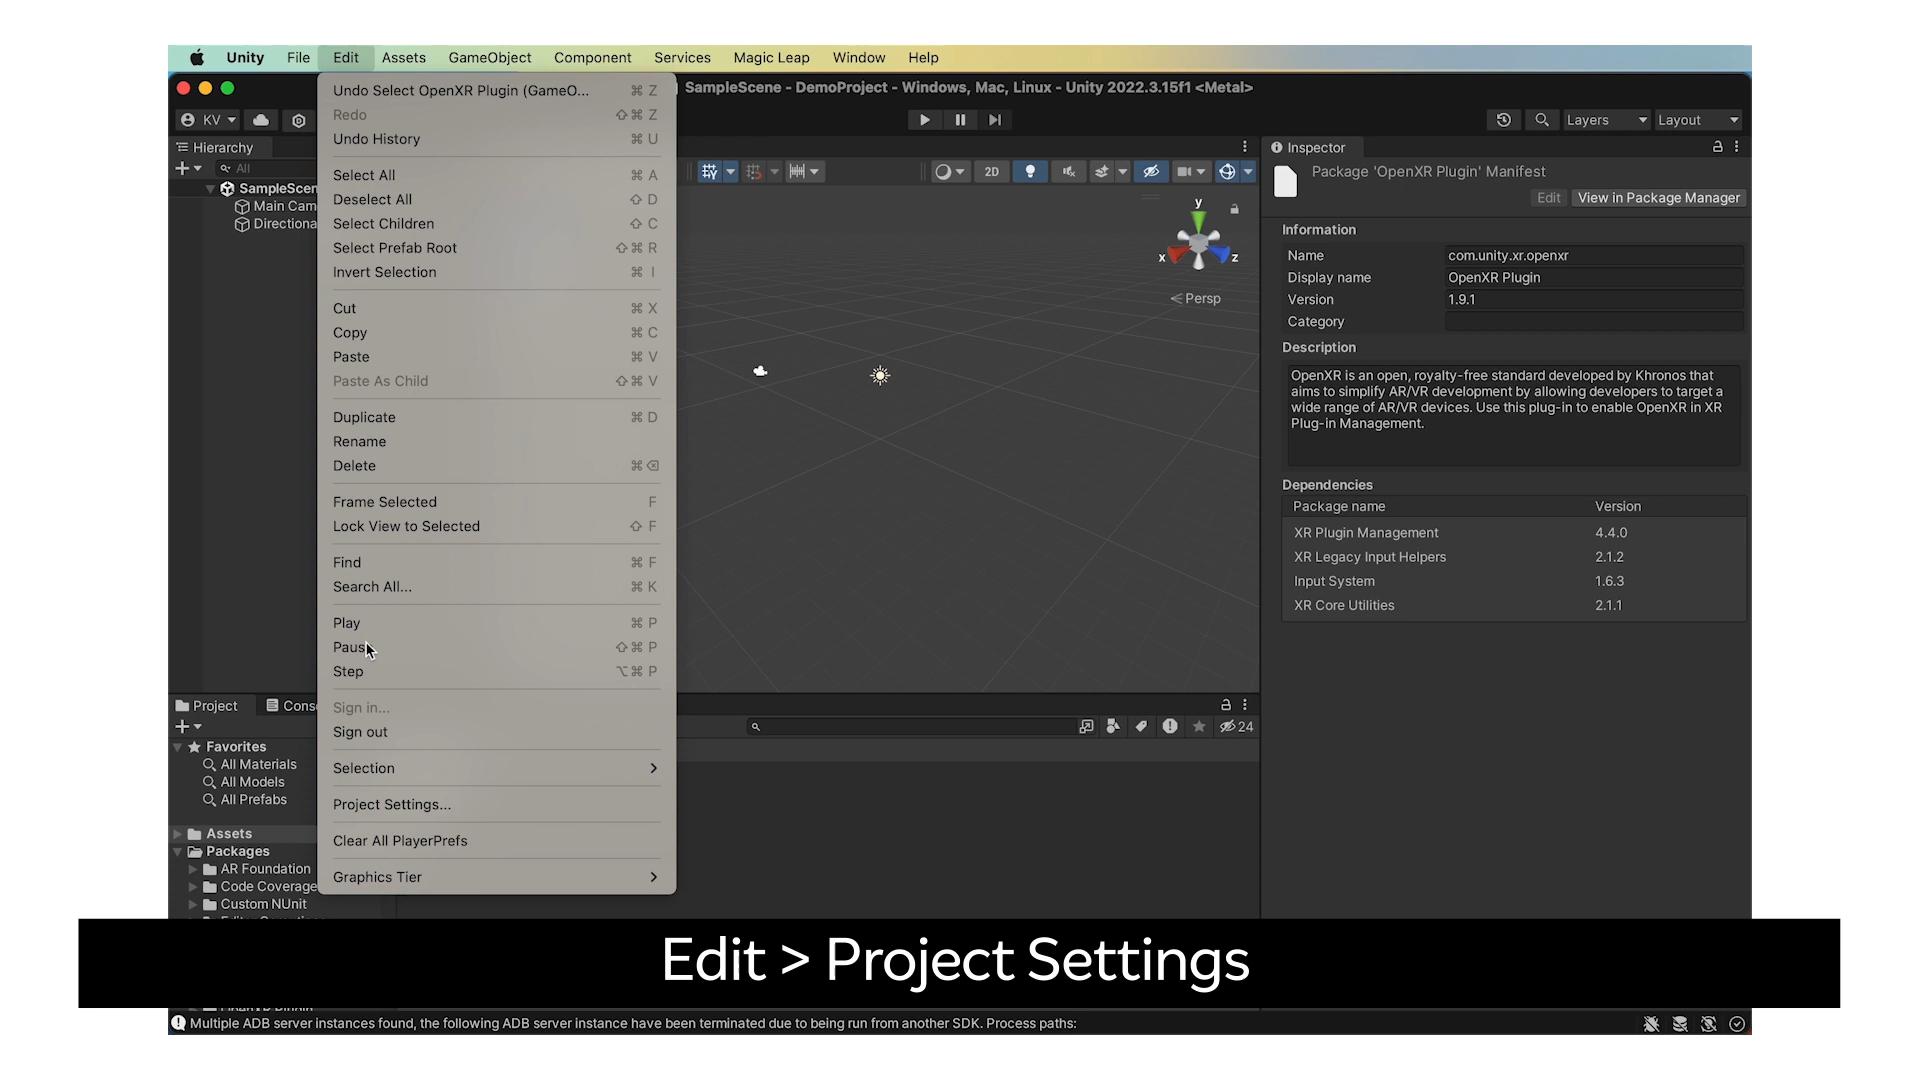 Unity File Edit Assets GameObject Component Services Magic Leap Window Help
SampleScene - DemoProject - Windows, Mac, Linux - Unity 2022.3.15f1 <Metal>
KV
Layers
Layout
Undo Select OpenXR Plugin (GameO... ⌘ Z
Redo ⇧⌘ Z
Undo History ⌘ U
Select All ⌘ A
Deselect All ⇧ D
Select Children ⇧ C
Select Prefab Root ⇧⌘ R
Invert Selection ⌘ I
Cut ⌘ X
Copy ⌘ C
Paste ⌘ V
Paste As Child ⇧⌘ V
Duplicate ⌘ D
Rename
Delete ⌘ ⌫
Frame Selected F
Lock View to Selected ⇧ F
Find ⌘ F
Search All... ⌘ K
Play ⌘ P
Paus ⇧⌘ P
Step ⌥⌘ P
Sign in...
Sign out
Selection
Project Settings...
Clear All PlayerPrefs
Graphics Tier
Hierarchy
All
SampleScen
Main Cam
Directiona
2D
y
x
z
Persp
Inspector
Package 'OpenXR Plugin' Manifest
Edit View in Package Manager
Information
Name com.unity.xr.openxr
Display name OpenXR Plugin
Version 1.9.1
Category
Description
OpenXR is an open, royalty-free standard developed by Khronos that
aims to simplify AR/VR development by allowing developers to target a
wide range of AR/VR devices. Use this plug-in to enable OpenXR in XR
Plug-in Management.
Dependencies
Package name Version
XR Plugin Management 4.4.0
XR Legacy Input Helpers 2.1.2
Input System 1.6.3
XR Core Utilities 2.1.1
Project Cons
24
Favorites
All Materials
All Models
All Prefabs
Assets
Packages
AR Foundation
Code Coverage
Custom NUnit
Edit > Project Settings
Multiple ADB server instances found, the following ADB server instance have been terminated due to being run from another SDK. Process paths: